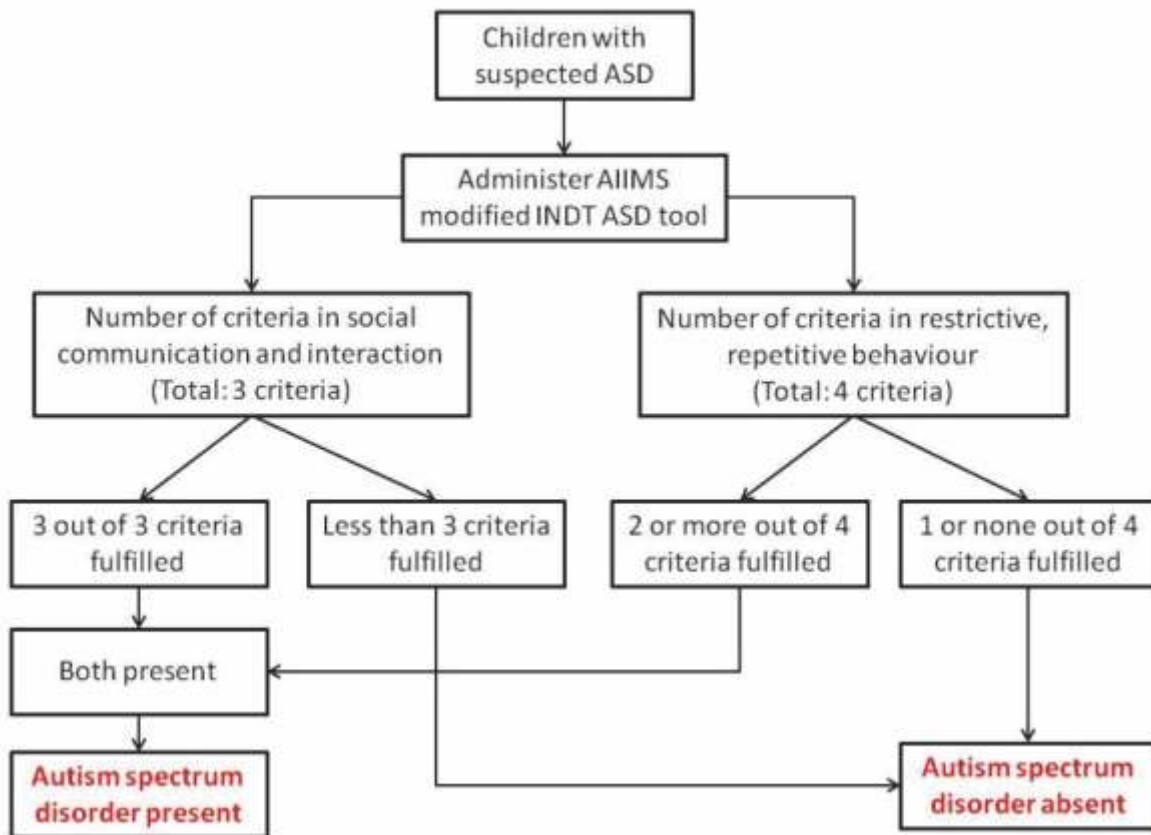 Children with
suspected ASD
Administer AIIMS
modified INDT ASD tool
Number of criteria in social
communication and interaction
(Total: 3 criteria)
Number of criteria in restrictive,
repetitive behaviour
(Total: 4 criteria)
3 out of 3 criteria
fulfilled
Less than 3 criteria
fulfilled
2 or more out of 4
criteria fulfilled
1 or none out of 4
criteria fulfilled
Both present
Autism spectrum
disorder present
Autism spectrum
disorder absent